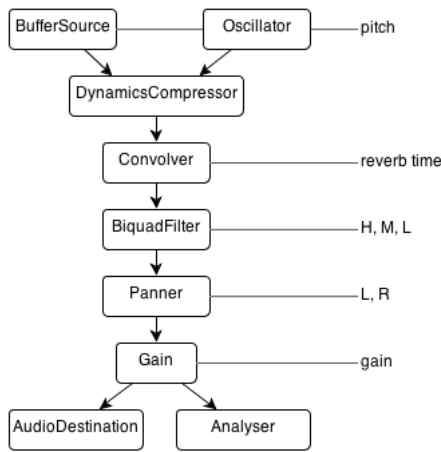 BufferSource
Oscillator
pitch
DynamicsCompressor
Convolver
reverb time
BiquadFilter
H, M, L
Panner
L, R
Gain
gain
AudioDestination
Analyser